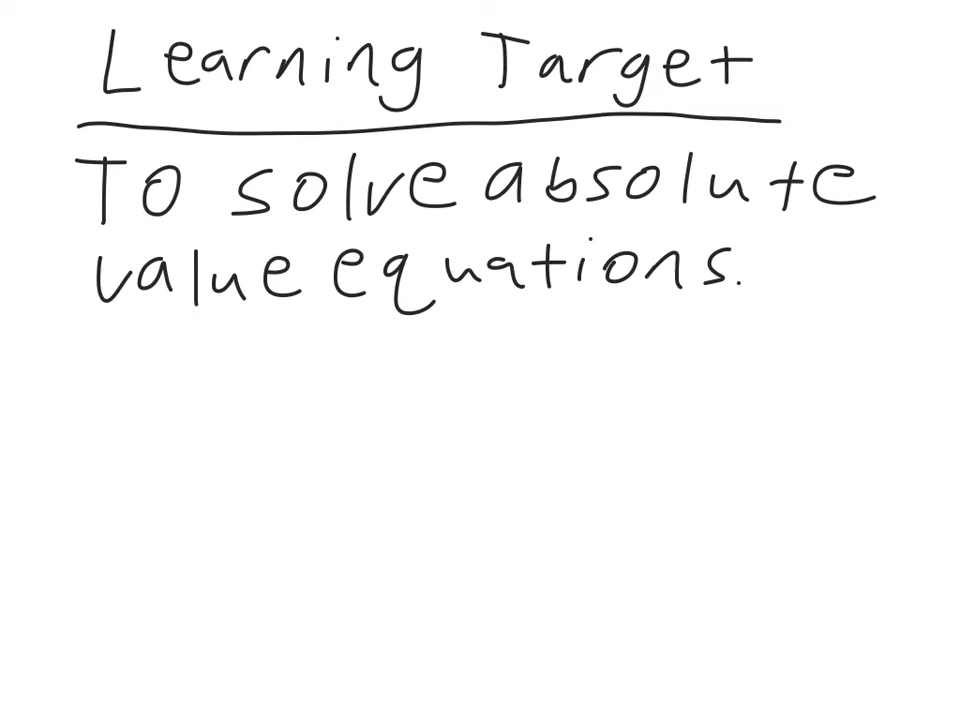 Learning Target
To solve absolute
value equations.